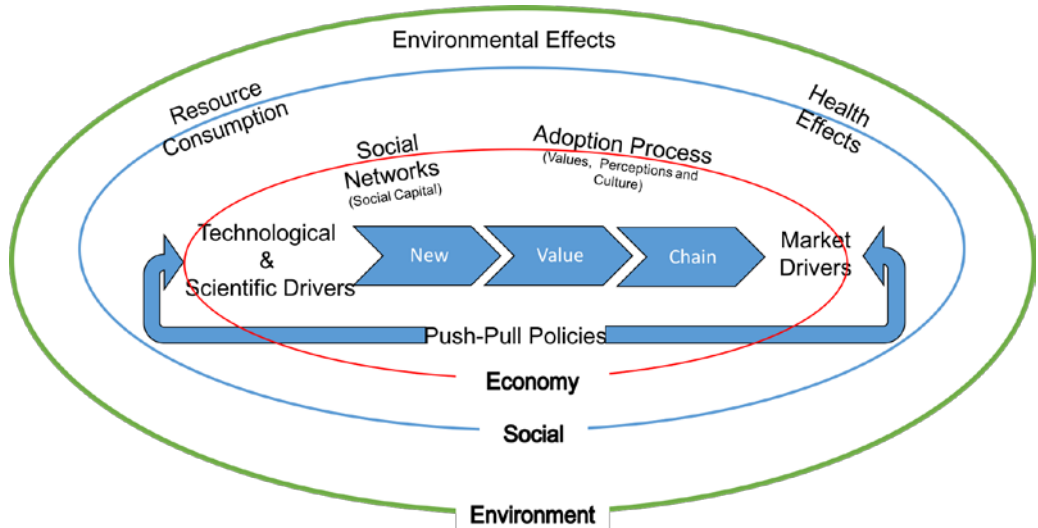 Environmental Effects
Resource
Consumption
Health
Effects
Social
Networks
(Social Capital)
Adoption Process
(Values, Perceptions and
Culture)
Technological
&
Scientific Drivers
New
Value
Chain
Market
Drivers
Push-Pull Policies
Economy
Social
Environment